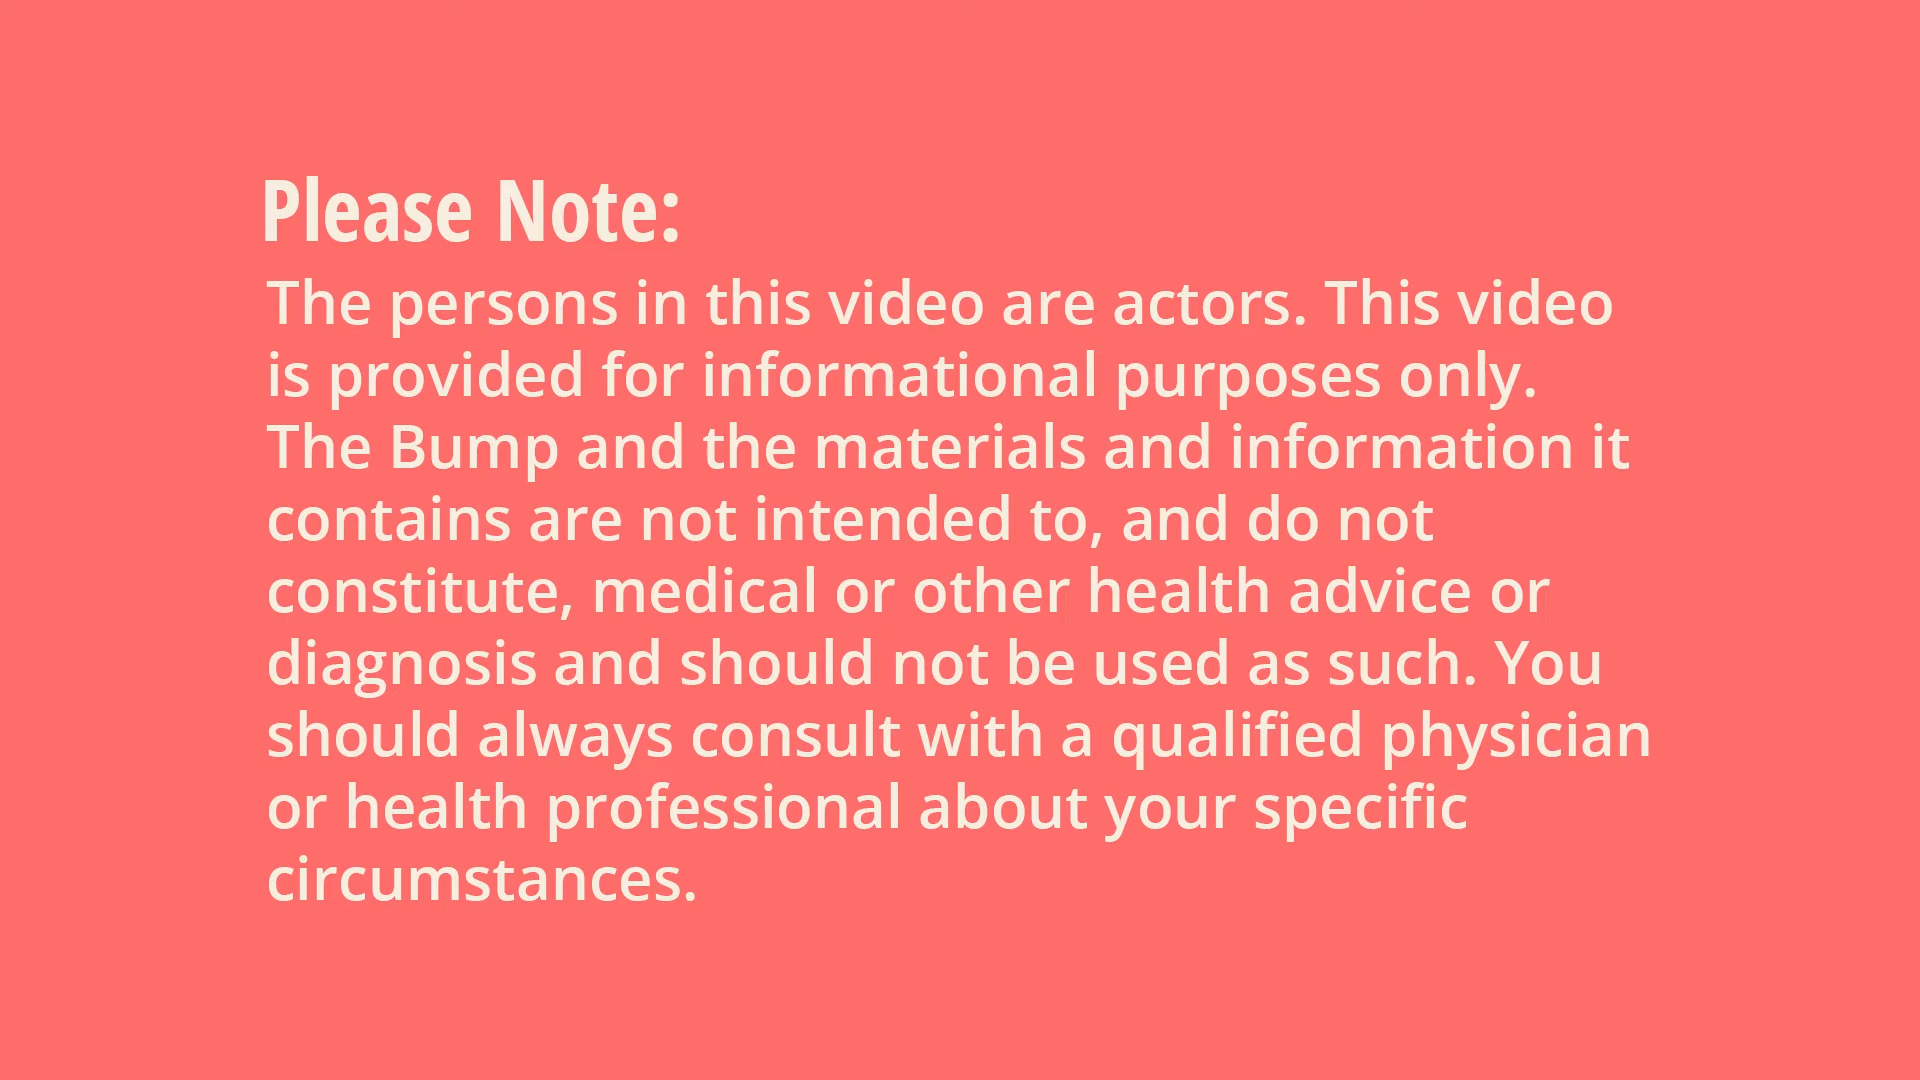 Please Note:
The persons in this video are actors. This video
is provided for informational purposes only.
The Bump and the materials and information it
contains are not intended to, and do not
constitute, medical or other health advice or
diagnosis and should not be used as such. You
should always consult with a qualified physician
or health professional about your specific
circumstances.